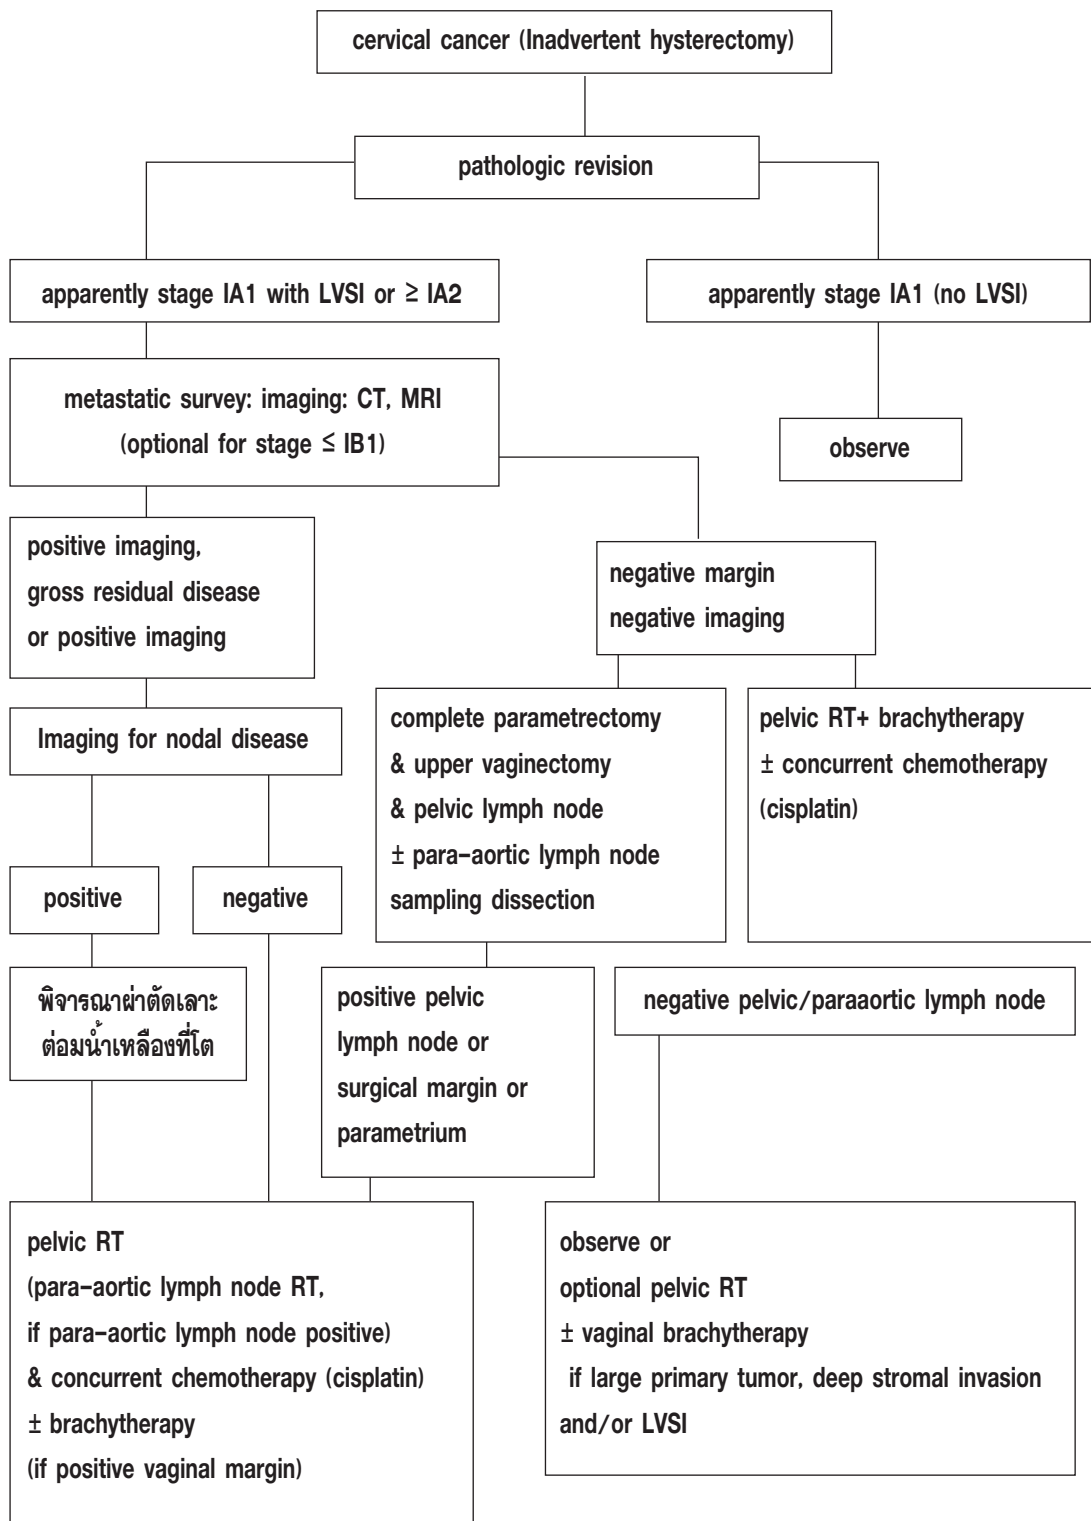 cervical cancer (Inadvertent hysterectomy)
pathologic revision
apparently stage IA1 with LVSI or ≥ IA2
apparently stage IA1 (no LVSI)
metastatic survey: imaging: CT, MRI
(optional for stage ≤ IB1)
observe
positive imaging,
gross residual disease
or positive imaging
negative margin
negative imaging
Imaging for nodal disease
complete parametrectomy
& upper vaginectomy
& pelvic lymph node
± para-aortic lymph node
sampling dissection
pelvic RT+ brachytherapy
± concurrent chemotherapy
(cisplatin)
positive
negative
พิจารณาผ่าตัดเลาะ
ต่อมน้ำเหลืองที่โต
positive pelvic
lymph node or
surgical margin or
parametrium
negative pelvic/paraaortic lymph node
pelvic RT
(para-aortic lymph node RT,
if para-aortic lymph node positive)
& concurrent chemotherapy (cisplatin)
± brachytherapy
(if positive vaginal margin)
observe or
optional pelvic RT
± vaginal brachytherapy
if large primary tumor, deep stromal invasion
and/or LVSI